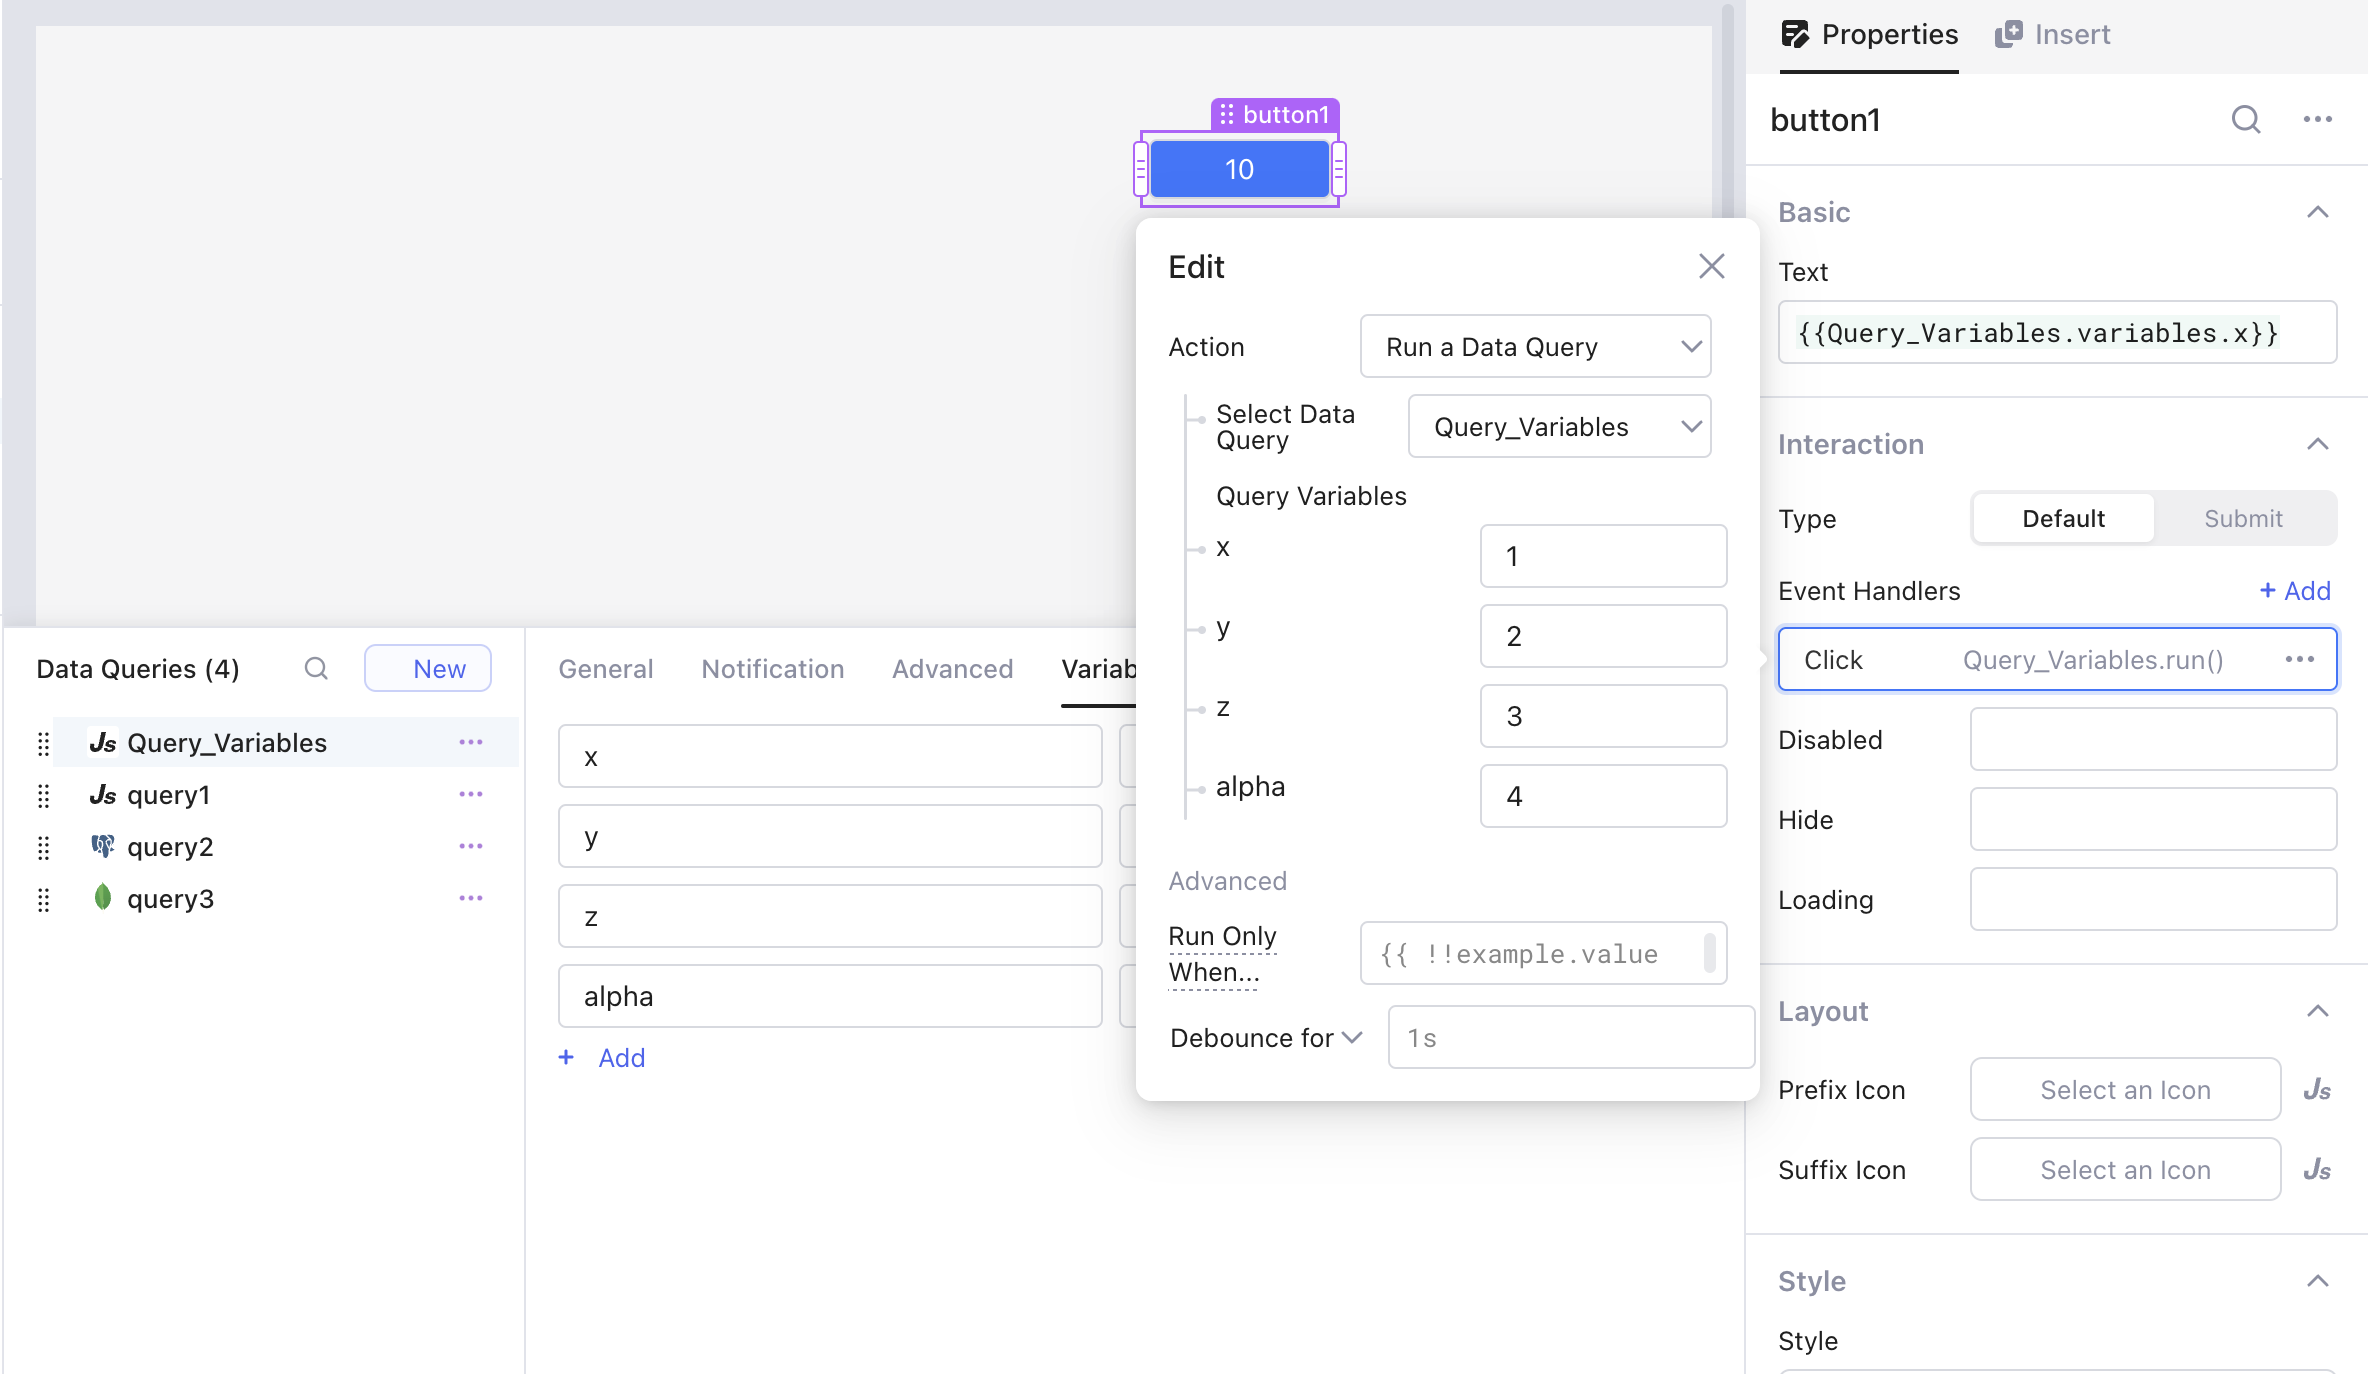 button1
10
Edit
Action
Run a Data Query
Select Data
Query
Query_Variables
Query Variables
x
1
y
2
z
3
alpha
4
Advanced
Run Only
When...
{{ !!example.value
Debounce for
1s
Data Queries (4)
New
Js Query_Variables
Js query1
query2
query3
General
Notification
Advanced
Variab
x
y
z
alpha
+ Add
Properties
Insert
button1
Basic
Text
{{Query_Variables.variables.x}}
Interaction
Type
Default
Submit
Event Handlers
+ Add
Click
Query_Variables.run()
Disabled
Hide
Loading
Layout
Prefix Icon
Select an Icon
Js
Suffix Icon
Select an Icon
Js
Style
Style